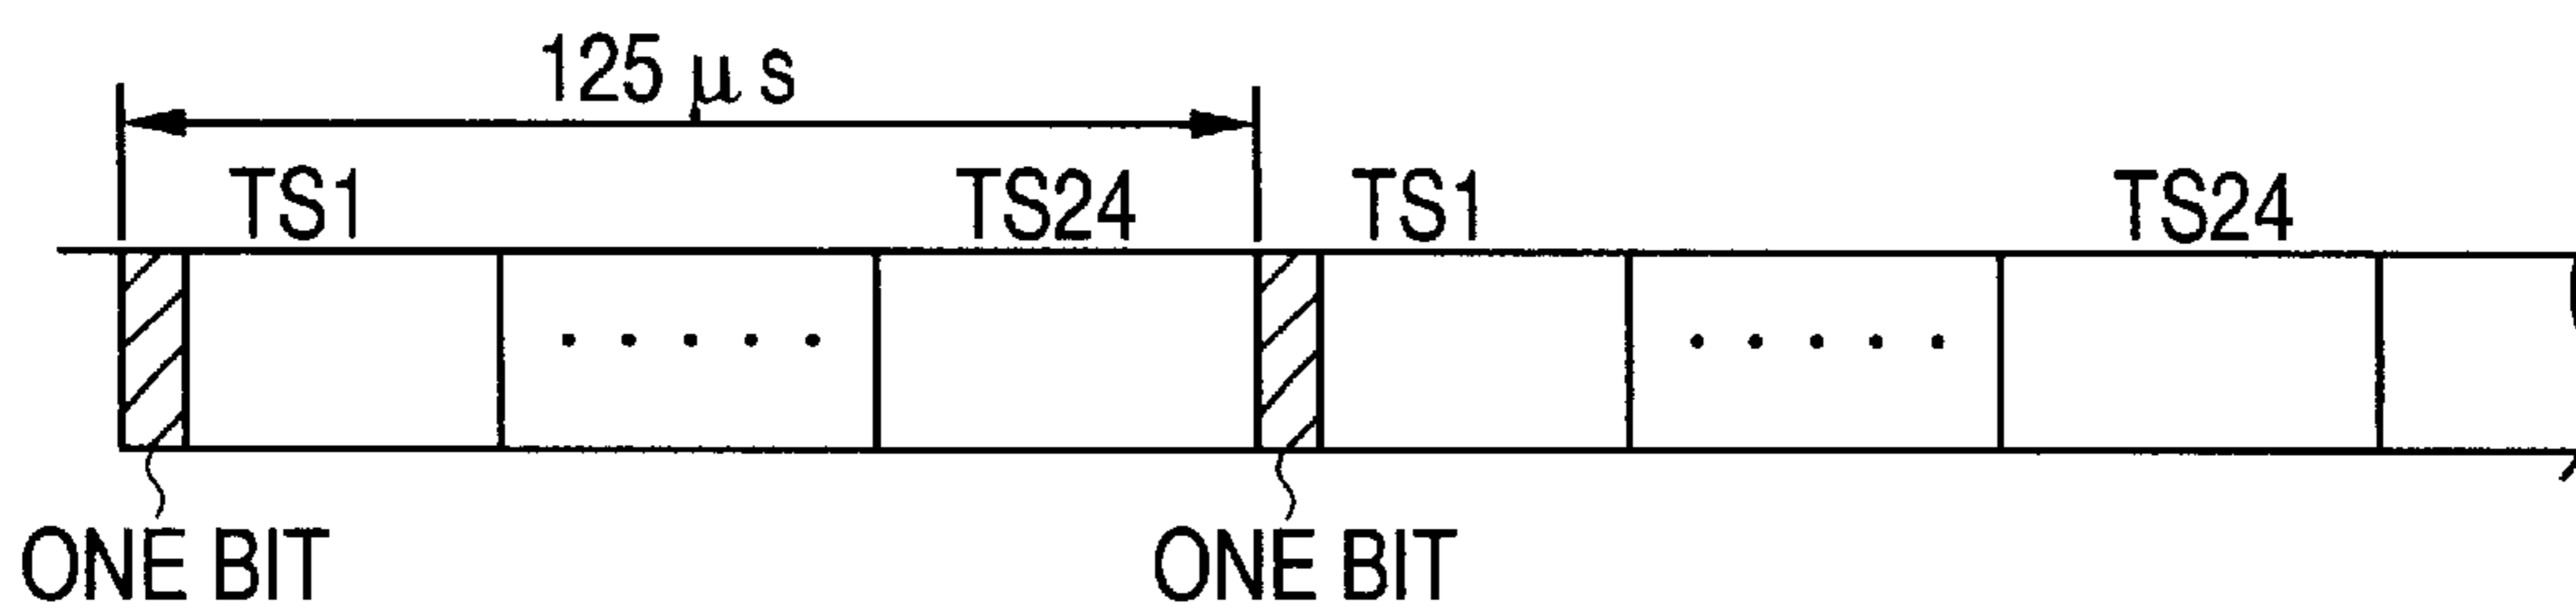 125 μ s
TS1 TS24 TS1 TS24
ONE BIT ONE BIT